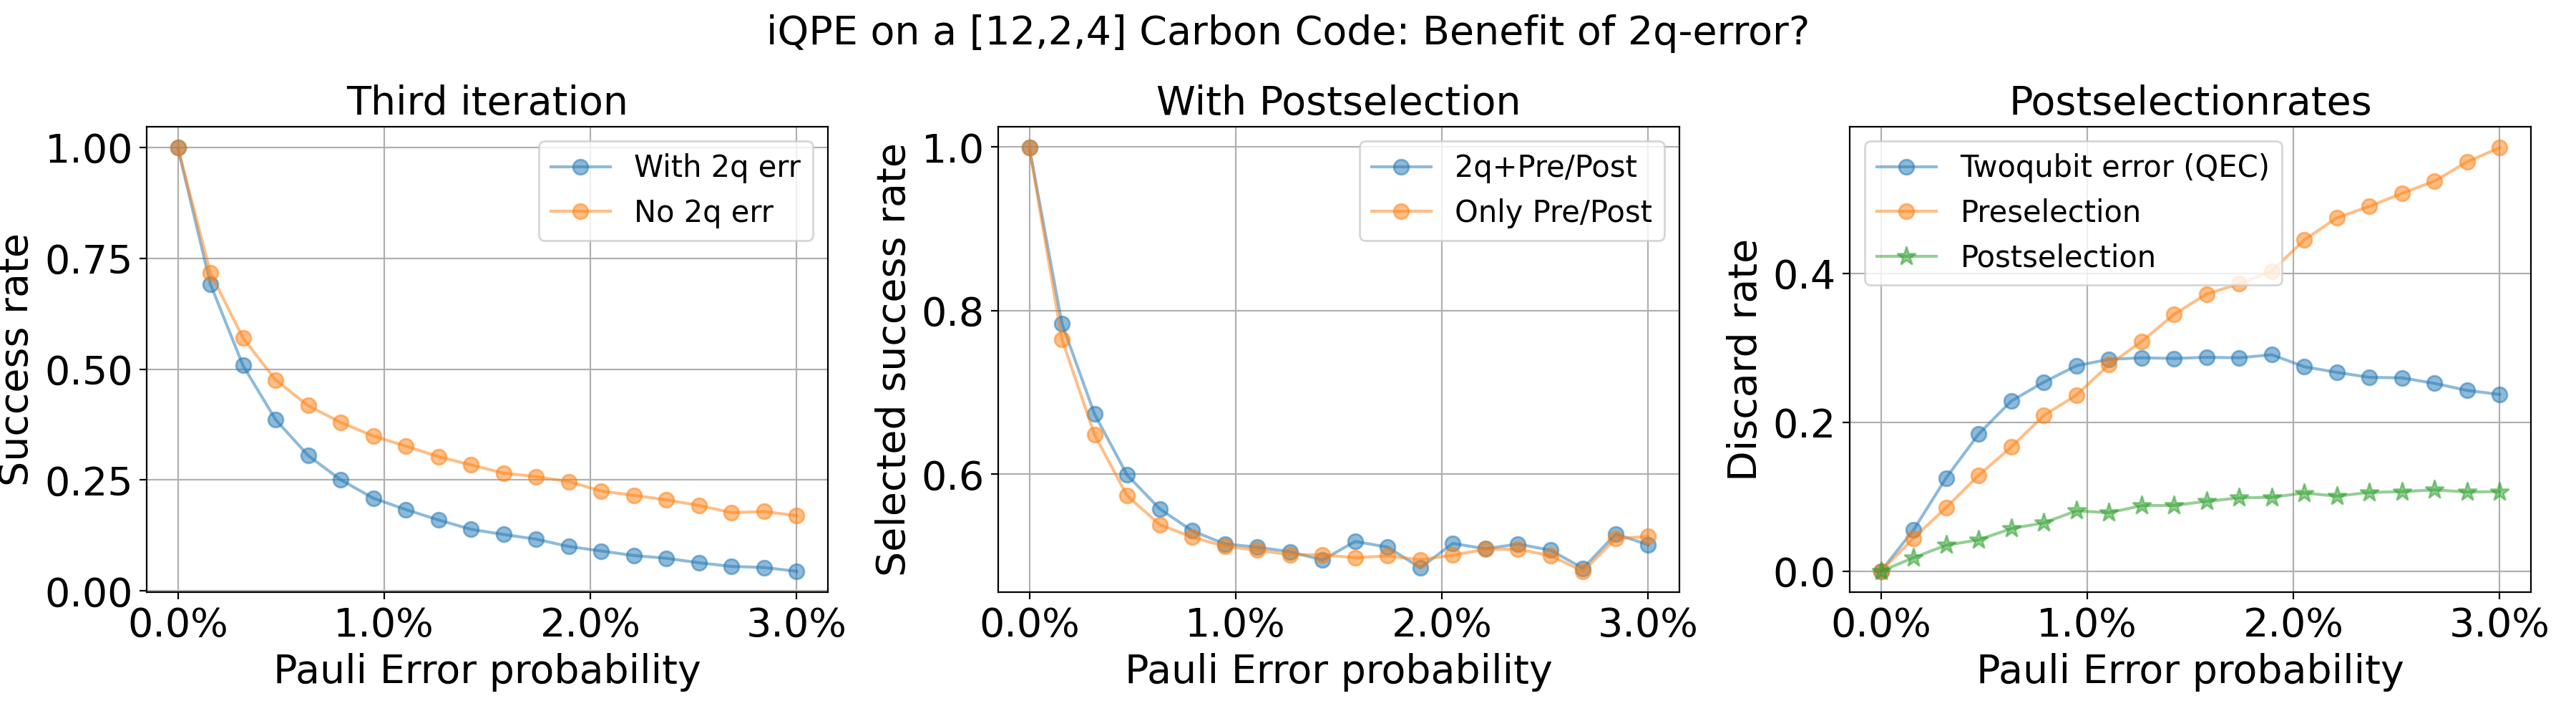 iQPE on a [12,2,4] Carbon Code: Benefit of 2q-error?
Third iteration
Success rate
1.00
0.75
0.50
0.25
0.00
With 2q err
No 2q err
0.0%
1.0%
2.0%
3.0%
Pauli Error probability
With Postselection
Selected success rate
1.0
0.8
0.6
2q+Pre/Post
Only Pre/Post
0.0%
1.0%
2.0%
3.0%
Pauli Error probability
Postselectionrates
Discard rate
0.4
0.2
0.0
Twoqubit error (QEC)
Preselection
Postselection
0.0%
1.0%
2.0%
3.0%
Pauli Error probability